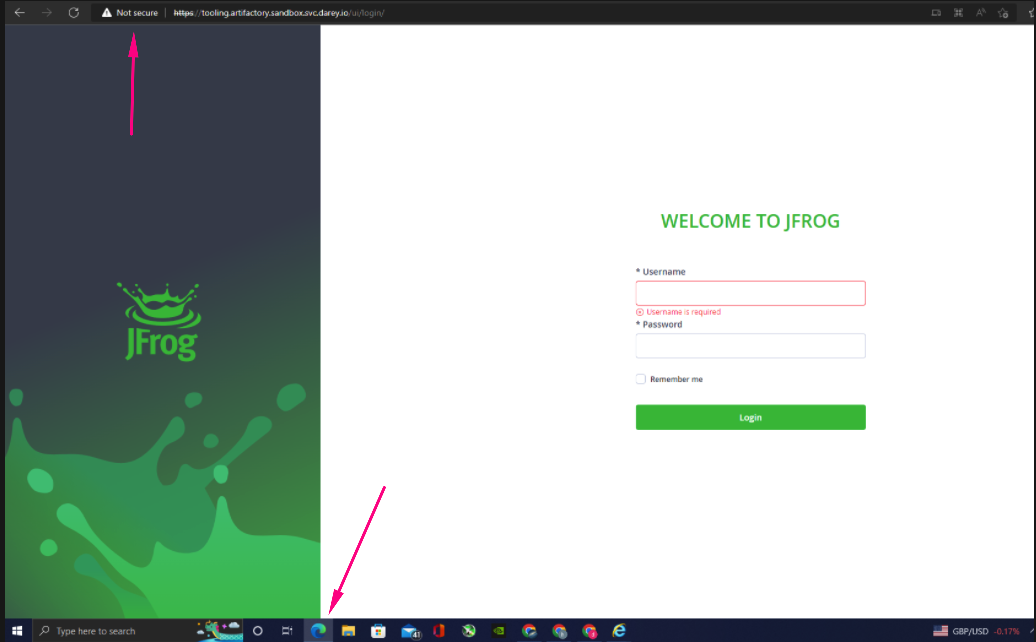 Not secure | https://tooling.artifactory.sandbox.svc.darey.io/ui/login/
WELCOME TO JFROG
* Username
Username is required
* Password
Remember me
Login
JFrog
Type here to search
41
GBP/USD -0.17%